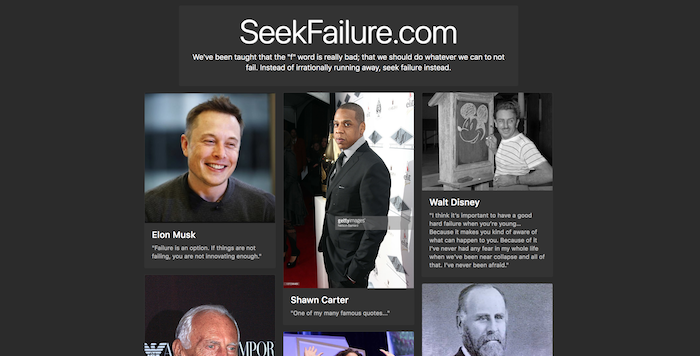 SeekFailure.com
We've been taught that the "f" word is really bad; that we should do whatever we can to not
fail. Instead of irrationally running away, seek failure instead.
gettyimages
Elon Musk
"Failure is an option. If things are not
failing, you are not innovating enough."
Shawn Carter
"One of my many famous quotes..."
Walt Disney
"I think it's important to have a good
hard failure when you're young...
Because it makes you kind of aware of
what can happen to you. Because of it
I've never had any fear in my whole
life when we've been near collapse and all of
that. I've never been afraid."
MPOR